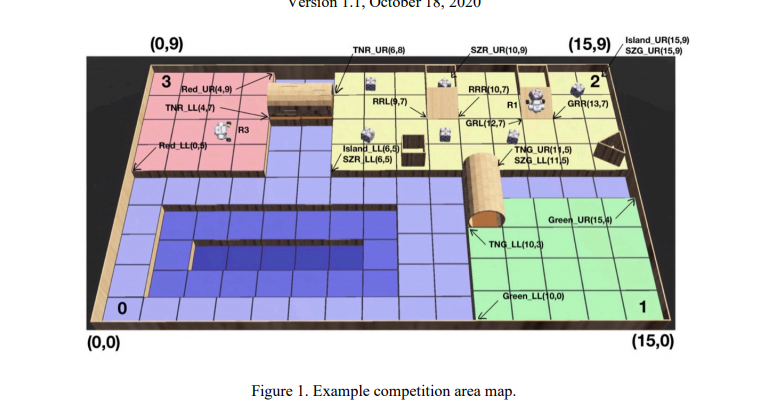 Version 1.1, October 18, 2020
(0,9)
(15,9)
Island_UR(15,9)
SZG_UR(15,9)
TNR_UR(6,8)
SZR_UR(10,9)
3
2
Red_UR(4,9)
RRL(9,7)
RRR(10,7)
R1
GRR(13,7)
TNR_LL(4,7)
GRL(12,7)
R3
Red_LL(0,5)
Island_LL(6,5)
SZR_LL(6,5)
TNG_UR(11,5)
SZG_LL(11,5)
Green_UR(15,4)
TNG_LL(10,3)
Green_LL(10,0)
0
1
(0,0)
(15,0)
Figure 1. Example competition area map.